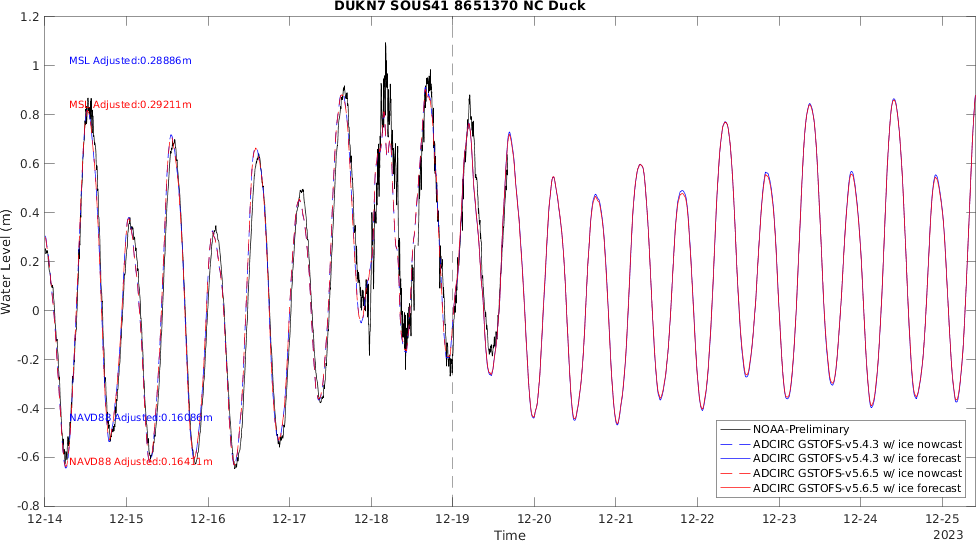 DUKN7 SOUS41 8651370 NC Duck
1.2
1
0.8
0.6
0.4
0.2
0
-0.2
-0.4
-0.6
-0.8
Water Level (m)
MSL Adjusted:0.28886m
MSL Adjusted:0.29211m
NAVD88 Adjusted:0.16086m
NAVD88 Adjusted:0.16411m
NOAA-Preliminary
ADCIRC GSTOFS-v5.4.3 w/ ice nowcast
ADCIRC GSTOFS-v5.4.3 w/ ice forecast
ADCIRC GSTOFS-v5.6.5 w/ ice nowcast
ADCIRC GSTOFS-v5.6.5 w/ ice forecast
12-14 12-15 12-16 12-17 12-18 12-19 12-20 12-21 12-22 12-23 12-24 12-25
2023
Time